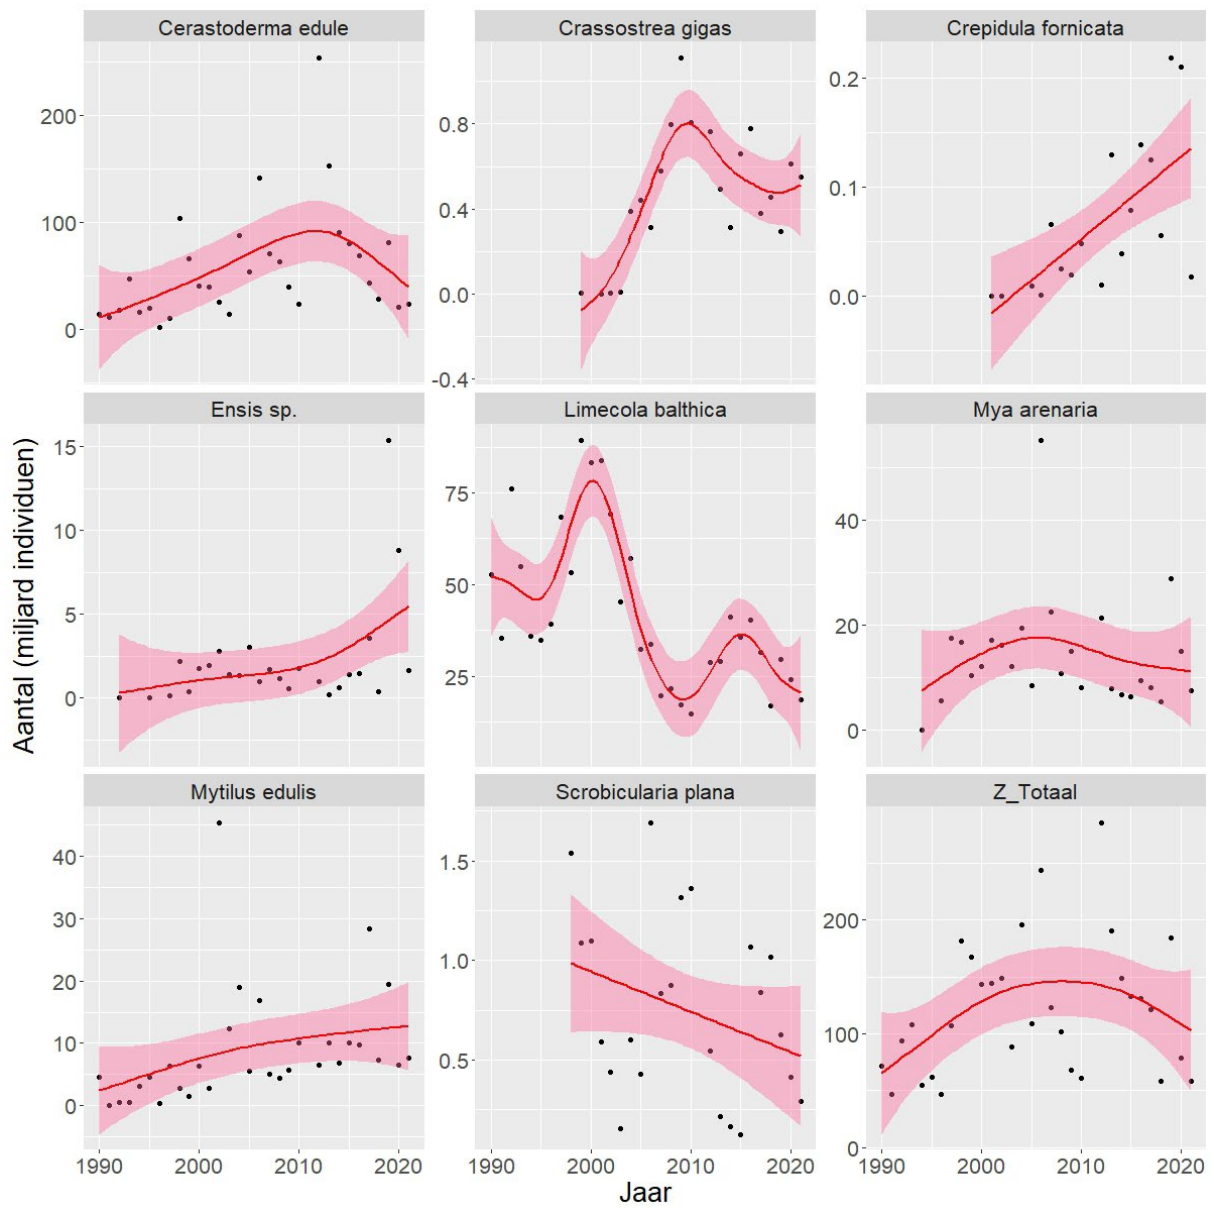 Cerastoderma edule
Crassostrea gigas
Crepidula fornicata
200
100
0
0.8
0.4
0.0
-0.4
0.2
0.1
0.0
Ensis sp.
Limecola balthica
Mya arenaria
15
10
5
0
75
50
25
40
20
0
Mytilus edulis
Scrobicularia plana
Z_Totaal
40
30
20
10
0
1.5
1.0
0.5
200
100
0
1990 2000 2010 2020
1990 2000 2010 2020
1990 2000 2010 2020
Jaar
Aantal (miljard individuen)